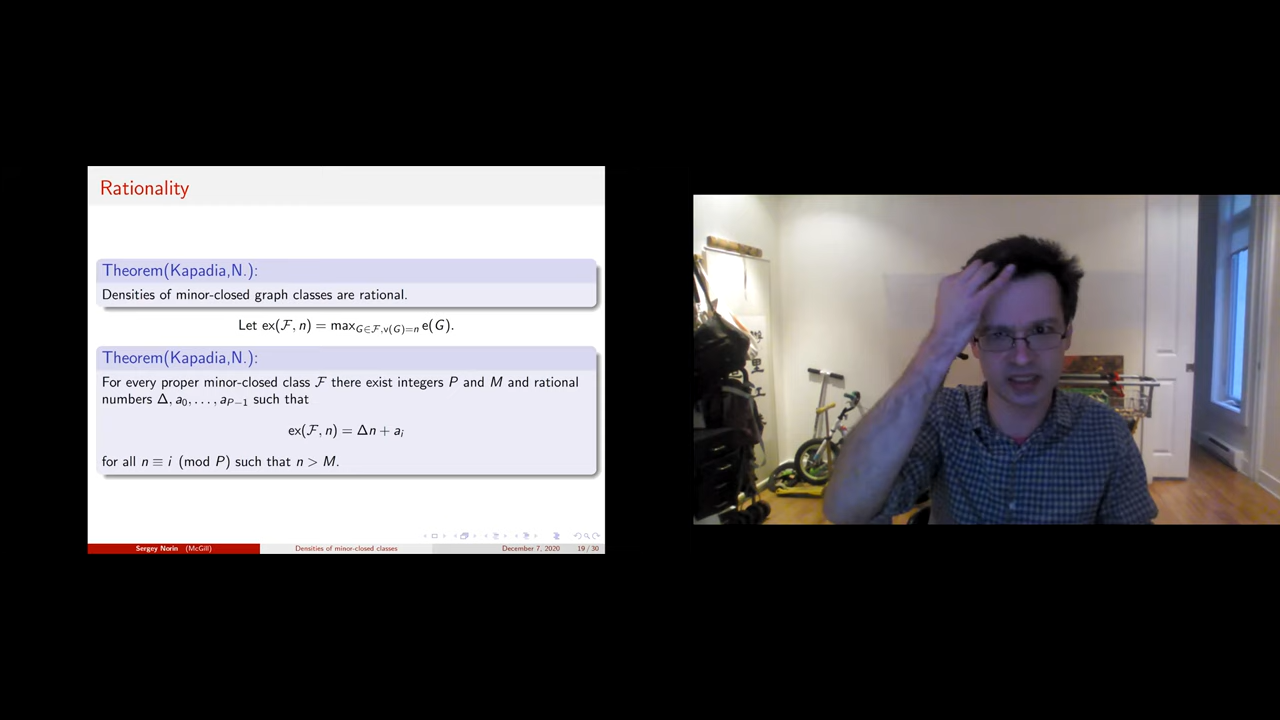 Rationality
Theorem(Kapadia,N.):
Densities of minor-closed graph classes are rational.
Let ex(ℱ, n) = max_{G∈ℱ,v(G)=n} e(G).
Theorem(Kapadia,N.):
For every proper minor-closed class ℱ there exist integers P and M and rational
numbers Δ, a₀, . . . , a_{P−1} such that
ex(ℱ, n) = Δn + aᵢ
for all n ≡ i (mod P) such that n > M.
Sergey Norin (McGill) Densities of minor-closed classes December 7, 2020 19 / 30